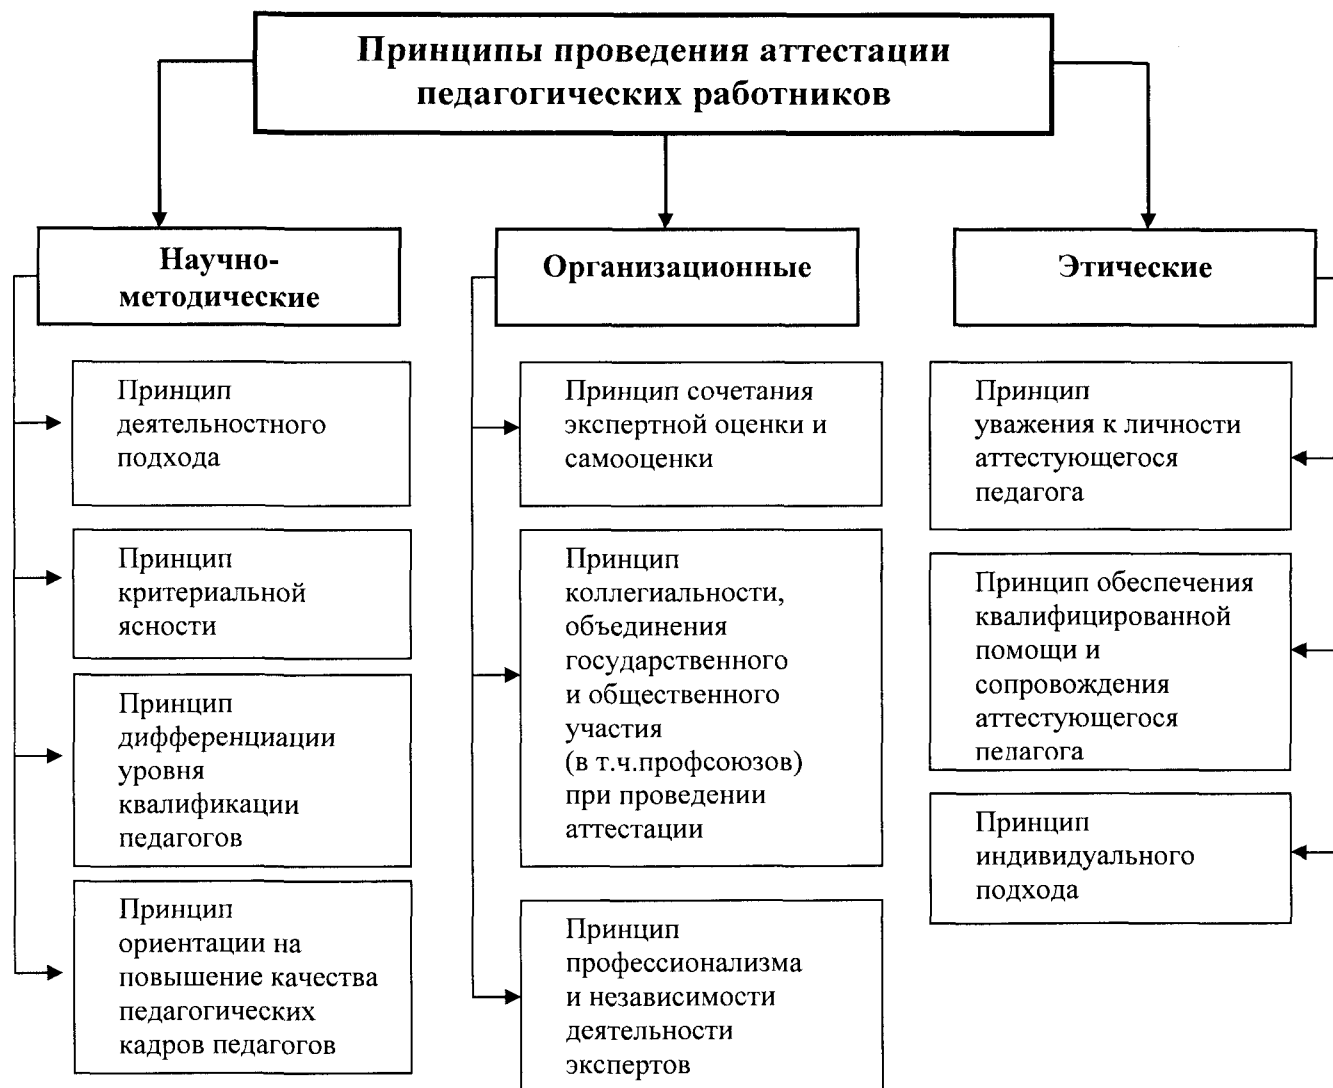 Принципы проведения аттестации
педагогических работников
Научно-
методические
Принцип
деятельностного
подхода
Принцип
критериальной
ясности
Принцип
дифференциации
уровня
квалификации
педагогов
Принцип
ориентации на
повышение качества
педагогических
кадров педагогов
Организационные
Принцип сочетания
экспертной оценки и
самооценки
Принцип
коллегиальности,
объединения
государственного
и общественного
участия
(в т.ч.профсоюзов)
при проведении
аттестации
Принцип
профессионализма
и независимости
деятельности
экспертов
Этические
Принцип
уважения к личности
аттестующегося
педагога
Принцип обеспечения
квалифицированной
помощи и
сопровождения
аттестующегося
педагога
Принцип
индивидуального
подхода